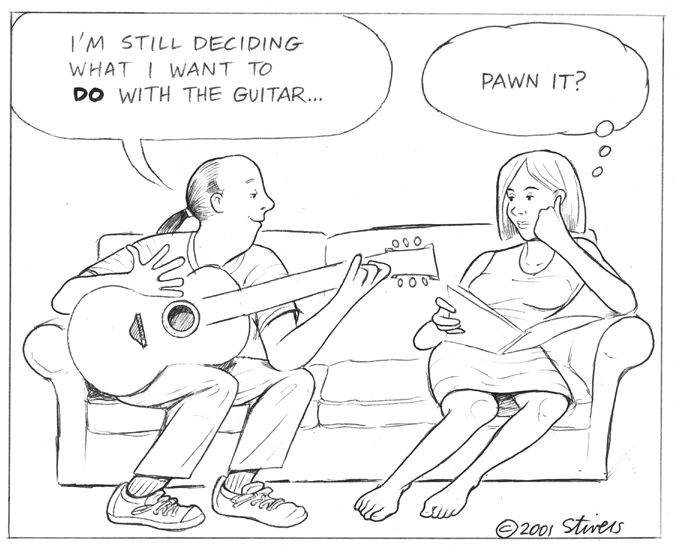 I'M STILL DECIDING
WHAT I WANT TO
DO WITH THE GUITAR...
PAWN IT?
©2001 Stivers